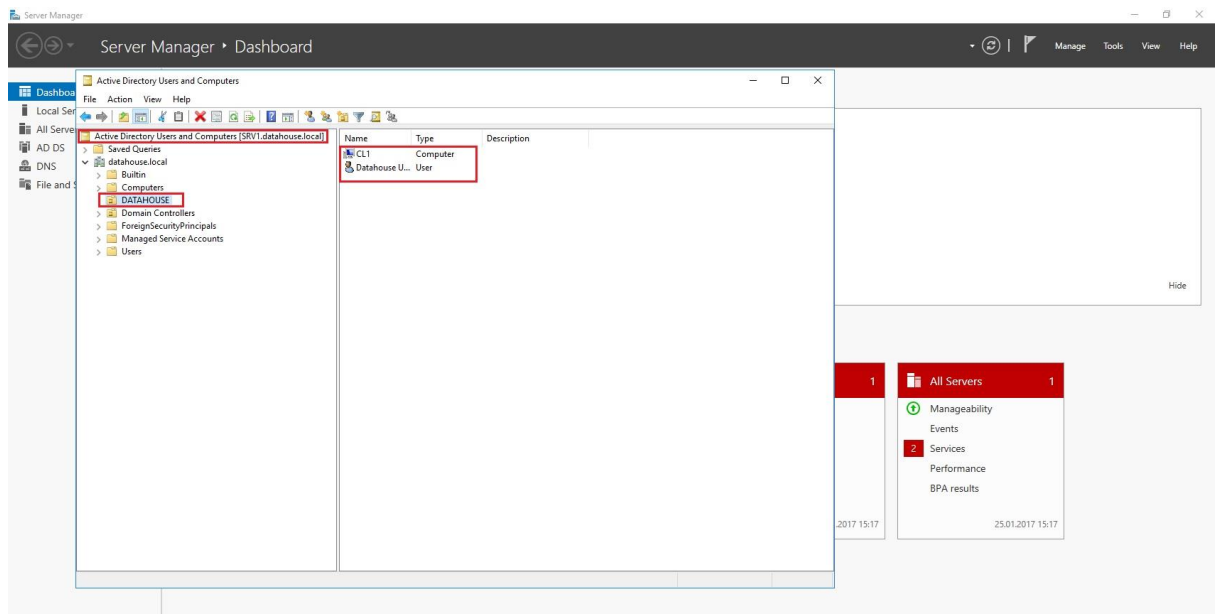 Server Manager
Server Manager • Dashboard
Manage Tools View Help
Dashboa
Local Ser
All Serve
AD DS
DNS
File and S
Active Directory Users and Computers
File Action View Help
Active Directory Users and Computers [SRV1.datahouse.local]
Saved Queries
datahouse.local
Builtin
Computers
DATAHOUSE
Domain Controllers
ForeignSecurityPrincipals
Managed Service Accounts
Users
Name Type Description
CL1 Computer
Datahouse U... User
Hide
1
All Servers 1
Manageability
Events
2 Services
Performance
BPA results
.2017 15:17
25.01.2017 15:17